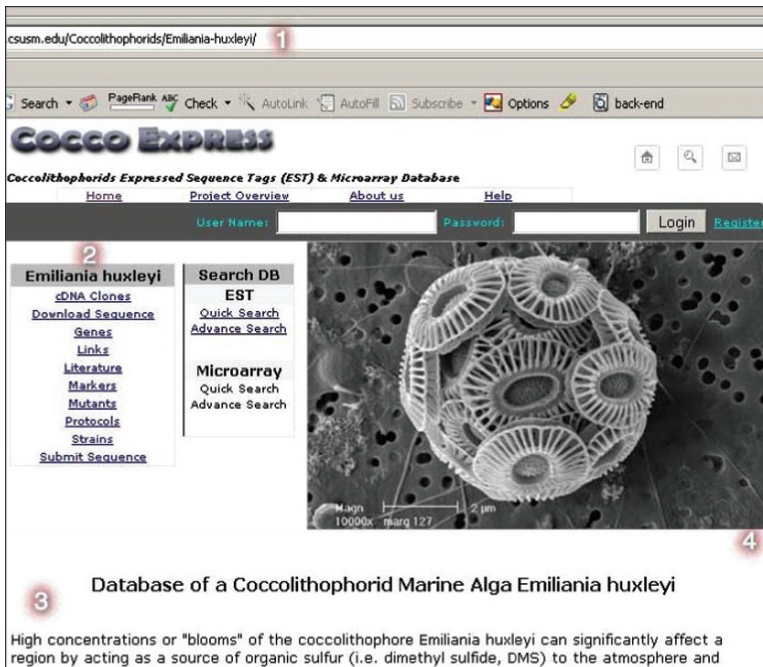 .csusm.edu/Coccolithophorids/Emiliania-huxleyi/ 1
Search PageRank ABC Check AutoLink AutoFill Subscribe Options back-end
Cocco Express
Coccolithophorids Expressed Sequence Tags (EST) & Microarray Database
Home Project Overview About us Help
User Name: Password: Login Register
2
Emiliania huxleyi
cDNA Clones
Download Sequence
Genes
Links
Literature
Markers
Mutants
Protocols
Strains
Submit Sequence
Search DB
EST
Quick Search
Advance Search
Microarray
Quick Search
Advance Search
Magn 2 µm
10000x marg 127
4
Database of a Coccolithophorid Marine Alga Emiliania huxleyi
3
High concentrations or "blooms" of the coccolithophore Emiliania huxleyi can significantly affect a
region by acting as a source of organic sulfur (i.e. dimethyl sulfide, DMS) to the atmosphere and